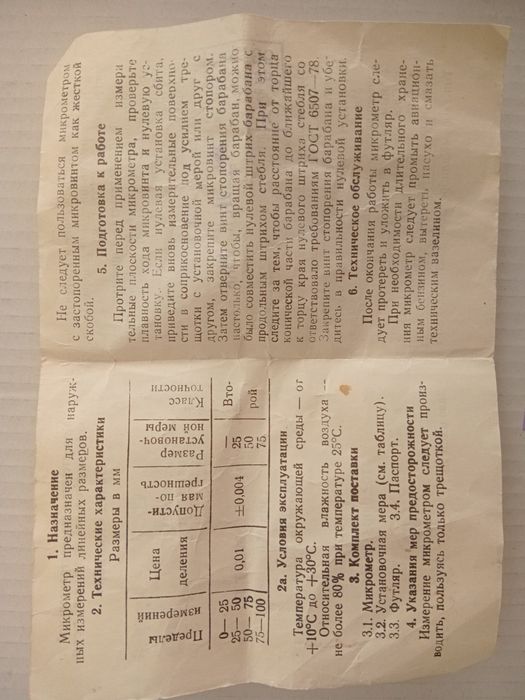 1. Назначение
Микрометр предназначен для наруж-
ных измерений линейных размеров.
2. Технические характеристики
Размеры в мм
Пределы измерений | Цена деления | Допусти- мая по- грешность | Размер установоч- ной меры | Класс точности
0— 25 | 0,01 | ±0,004 | — | Вто-
25— 50 | 25 | рой
50— 75 | 50
75—100 | 75
2а. Условия эксплуатации
Температура окружающей среды — от
+10°С до +30°С.
Относительная влажность воздуха —
не более 80% при температуре 25°С.
3. Комплект поставки
3.1. Микрометр.
3.2. Установочная мера (см. таблицу).
3.3. Футляр. 3.4. Паспорт.
4. Указания мер предосторожности
Измерение микрометром следует произ-
водить, пользуясь только трещоткой.
Не следует пользоваться микрометром
с застопоренным микровинтом как жесткой
скобой.
5. Подготовка к работе
Протрите перед применением измери
тельные плоскости микрометра, проверьте
плавность хода микровинта и нулевую ус-
тановку. Если нулевая установка сбита,
приведите вновь измерительные поверхно-
сти в соприкосновение под усилием тре-
щотки с установочной мерой или друг с
другом, закрепите микровинт стопором.
Затем отверните винт стопорения барабана
настолько, чтобы, вращая барабан, можно
было совместить нулевой штрих барабана с
продольным штрихом стебля. При этом
следите за тем, чтобы расстояние от торца
конической части барабана до ближайшего
к торцу края нулевого штриха стебля со
ответствовало требованиям ГОСТ 6507—78.
Закрепите винт стопорения барабана и убе
дитесь в правильности нулевой установки.
6. Техническое обслуживание
После окончания работы микрометр сле-
дует протереть и уложить в футляр.
При необходимости длительного хране-
ния микрометр следует промыть авиацион-
ным бензином, вытереть насухо и смазать
техническим вазелином.